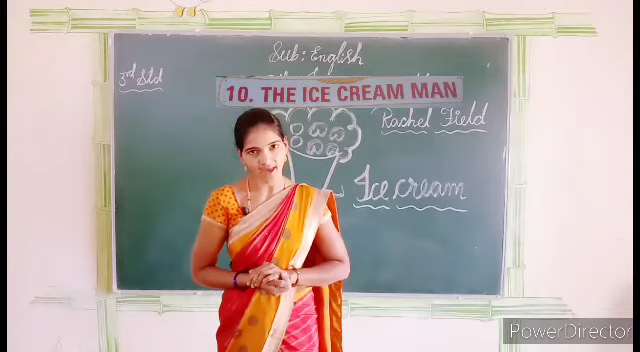 Sub: English
3rd Std
10. THE ICE CREAM MAN
Rachel Field
Ice cream
PowerDirector